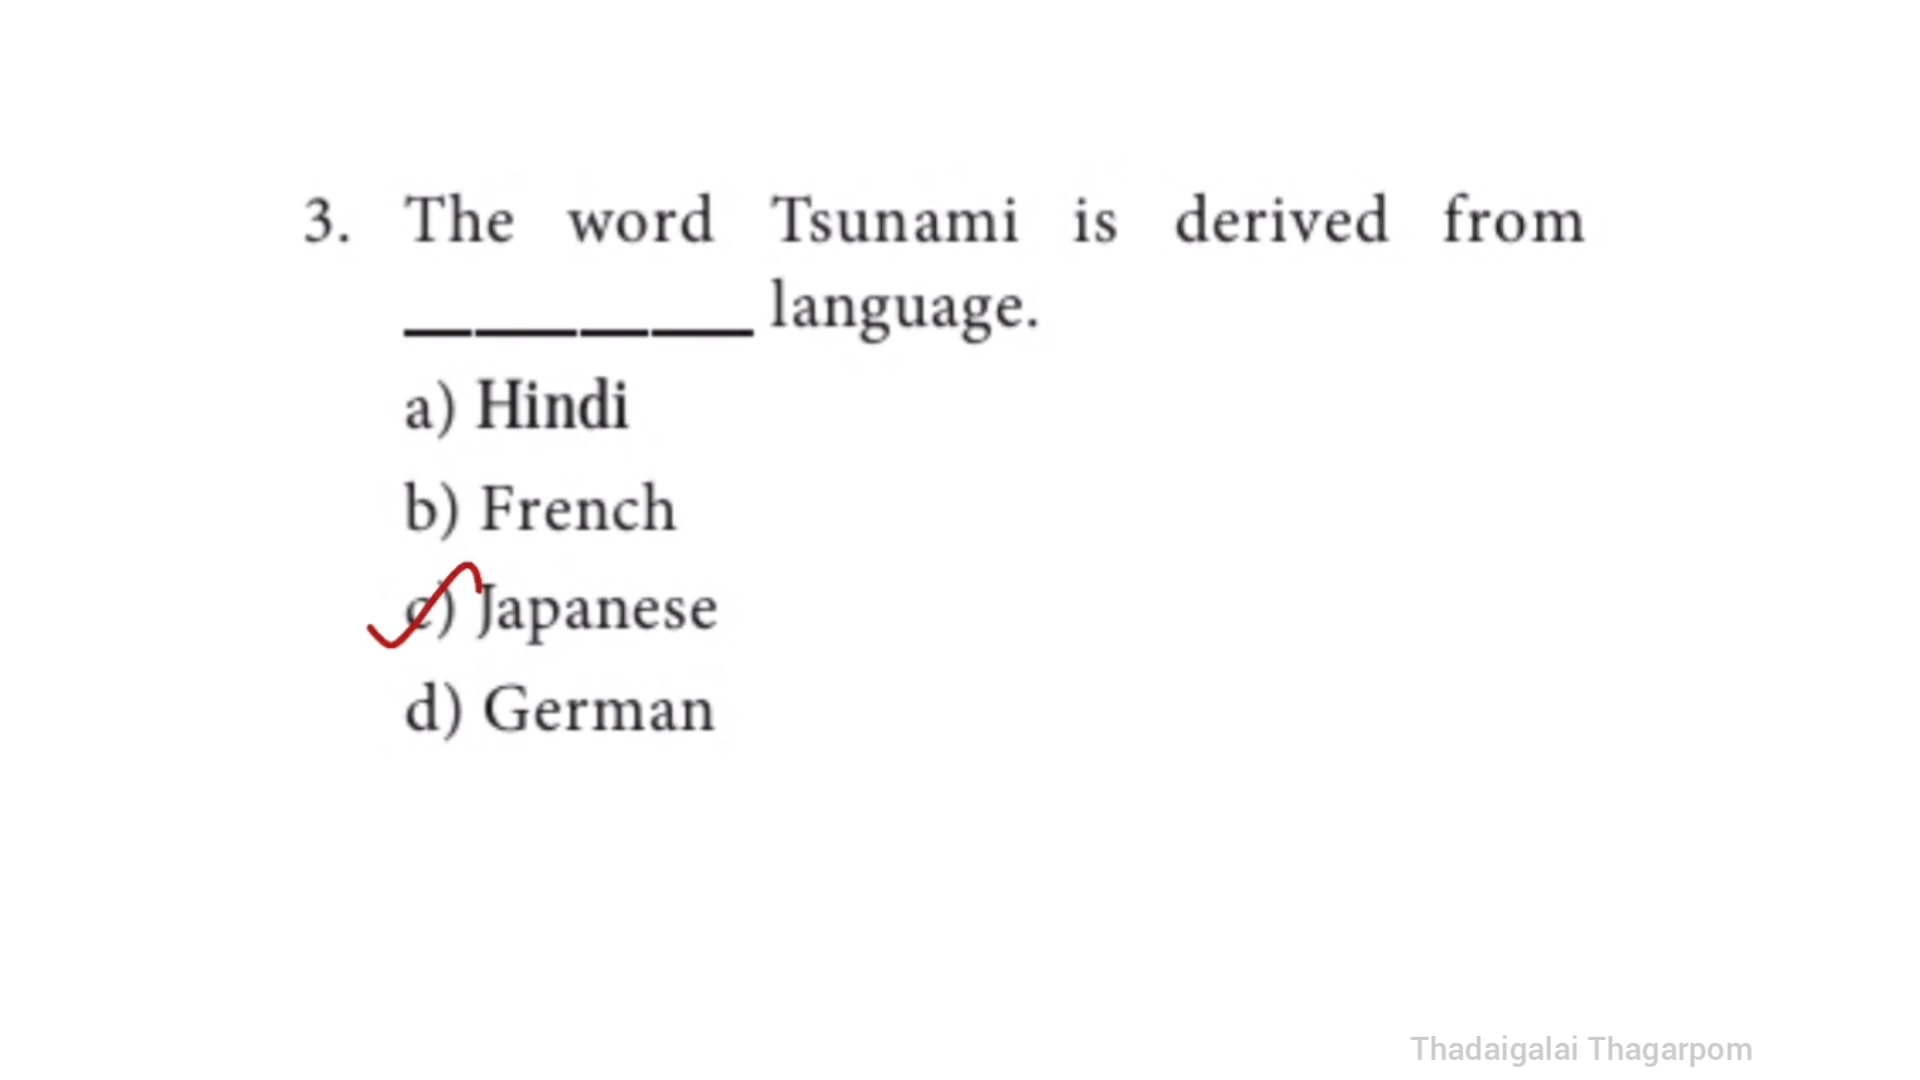 3. The word Tsunami is derived from
__________ language.
a) Hindi
b) French
c) Japanese
d) German
Thadaigalai Thagarpom